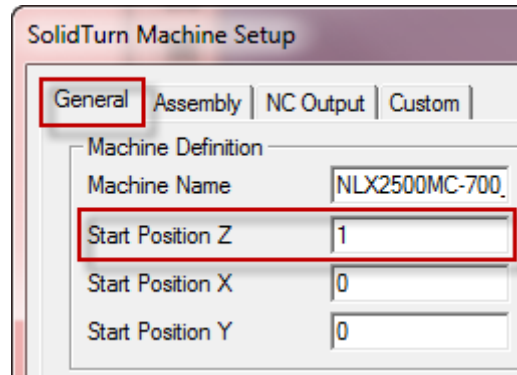 SolidTurn Machine Setup
General Assembly NC Output Custom
Machine Definition
Machine Name NLX2500MC-700_
Start Position Z 1
Start Position X 0
Start Position Y 0